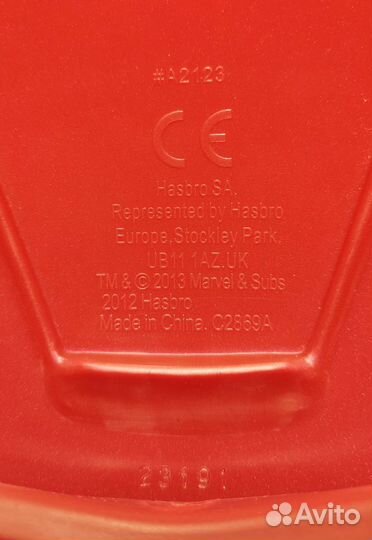 #A2123
CE
Hasbro SA.
Represented by Hasbro
Europe,Stockley Park,
UB11 1AZ.UK
TM & © 2013 Marvel & Subs
2012 Hasbro.
Made in China. C2869A
23191
Avito